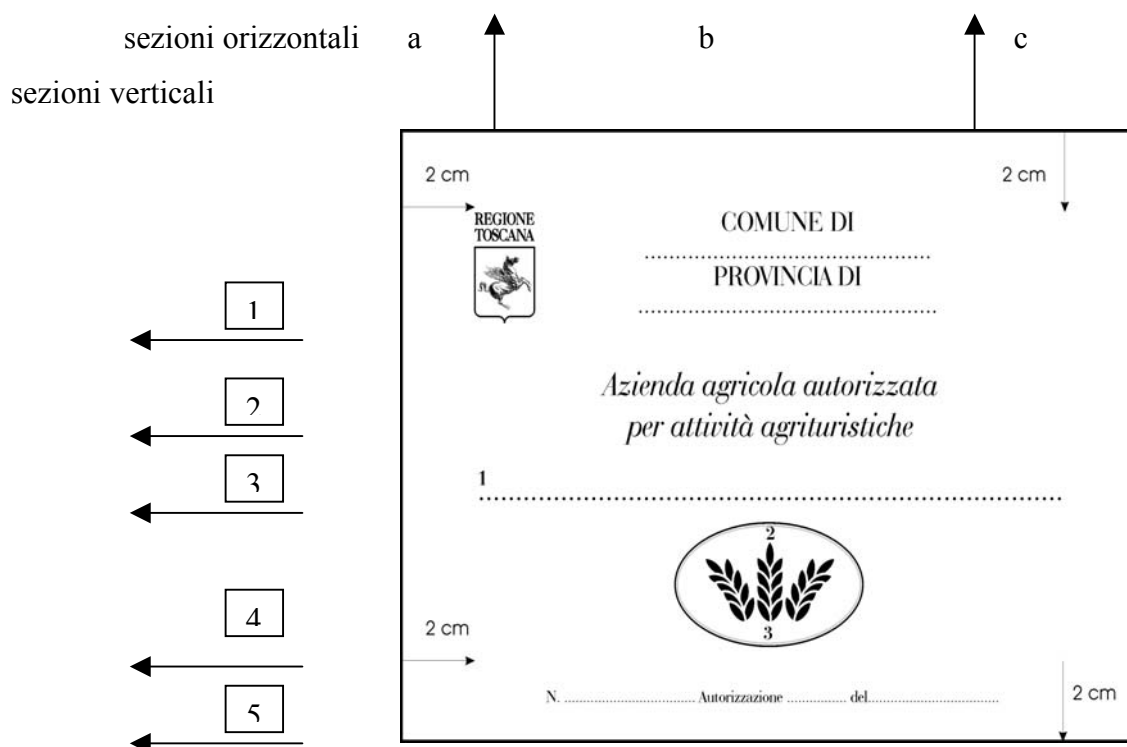 sezioni orizzontali a b c
sezioni verticali
2 cm 2 cm
REGIONE
TOSCANA
COMUNE DI
........................................................
PROVINCIA DI
........................................................
1
Azienda agricola autorizzata
2
per attività agrituristiche
3
1
........................................................
2
4
3
2 cm
5
N. ........................ Autorizzazione ............ del........................
2 cm